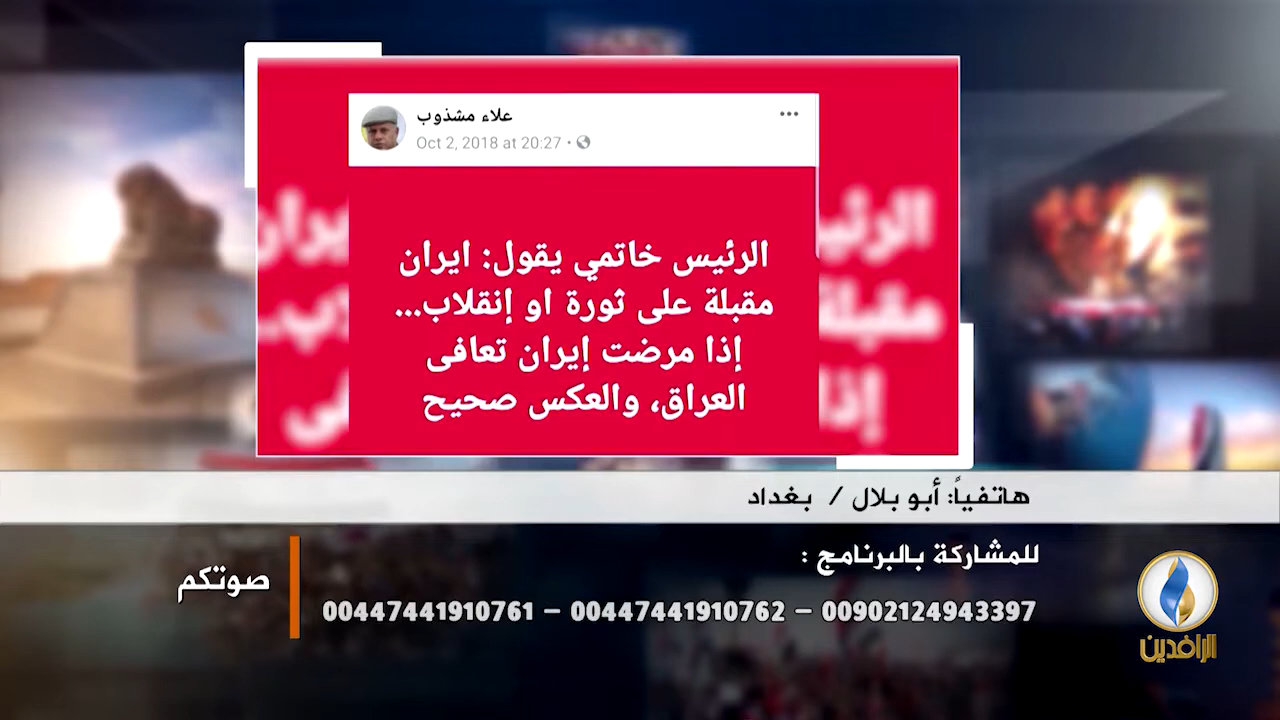 علاء مشذوب
Oct 2, 2018 at 20:27
الرئيس خاتمي يقول: ايران
مقبلة على ثورة او إنقلاب...
إذا مرضت إيران تعافى
العراق، والعكس صحيح
هاتفياً: أبو بلال / بغداد
للمشاركة بالبرنامج :
00447441910761 – 00447441910762 – 00902124943397
صوتكم
الرافدين